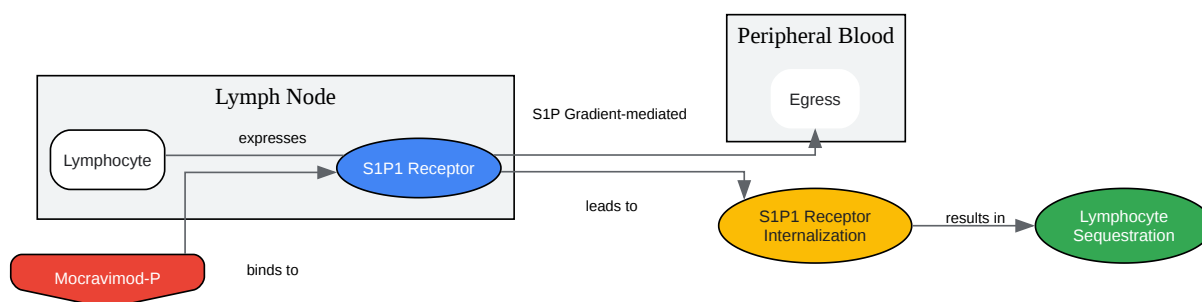 Peripheral Blood
Egress
Lymph Node
S1P Gradient-mediated
expresses
Lymphocyte
S1P1 Receptor
leads to
S1P1 Receptor
Internalization
results in
Lymphocyte
Sequestration
Mocravimod-P
binds to